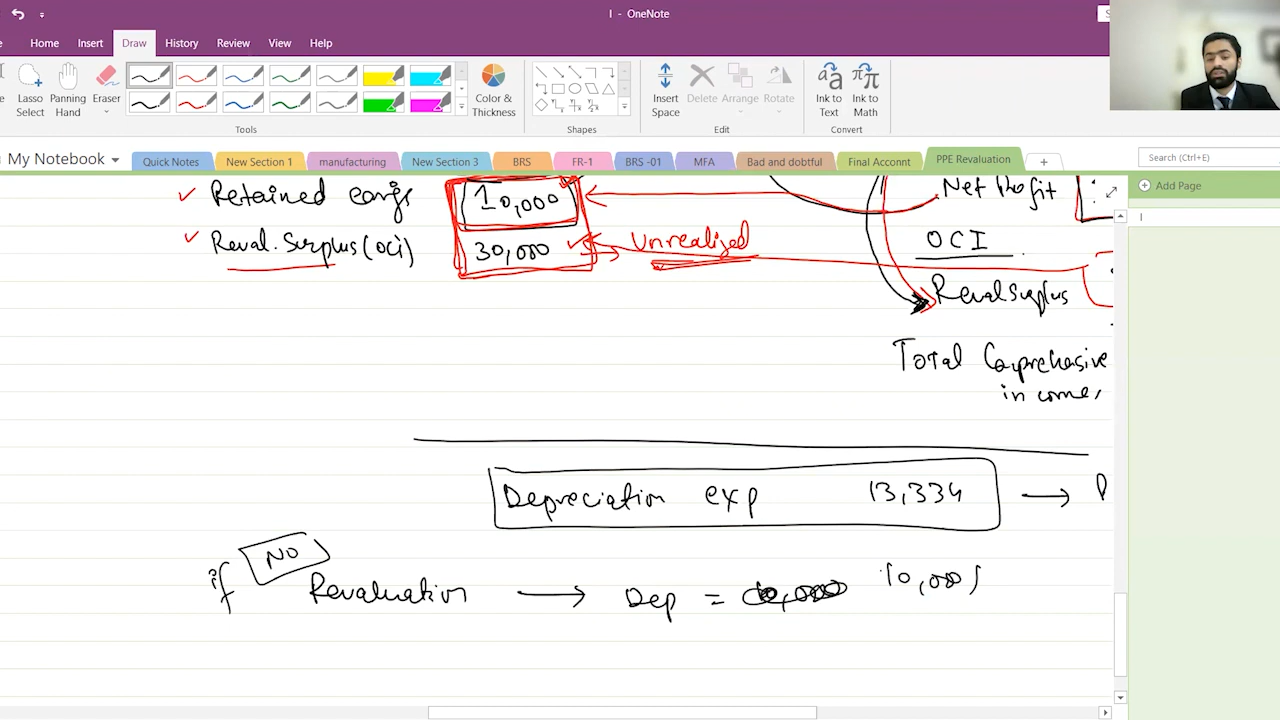 I - OneNote
Home Insert Draw History Review View Help
Lasso Select
Panning Hand
Eraser
Color & Thickness
Insert Space
Delete
Arrange
Rotate
Ink to Text
Ink to Math
Tools
Shapes
Edit
Convert
My Notebook
Quick Notes
New Section 1
manufacturing
New Section 3
BRS
FR-1
BRS -01
MFA
Bad and dobtful
Final Acconnt
PPE Revaluation
Search (Ctrl+E)
Add Page
I
Retained 10,000 Net Profit
Reval. Surplus (OCI) 30,000 Unrealized OCI
Reval Surplus
Total Comprehasive
in come,
Depreciation exp 13,334 → P
if NO Revaluation → Dep = 10,000/